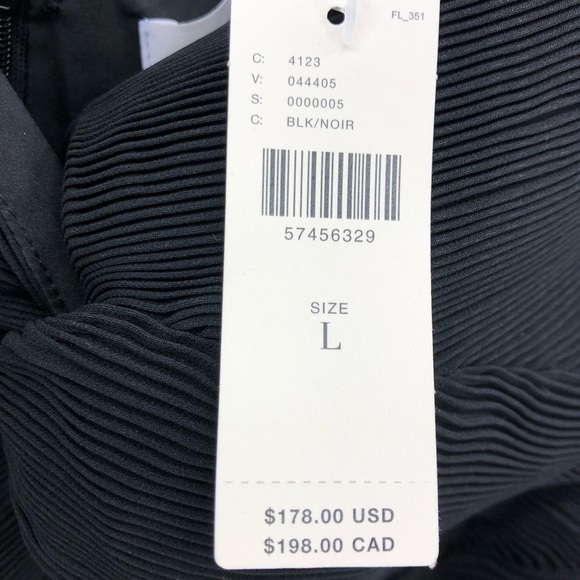 FL_351
C: 4123
V: 044405
S: 0000005
C: BLK/NOIR
57456329
SIZE
L
$178.00 USD
$198.00 CAD